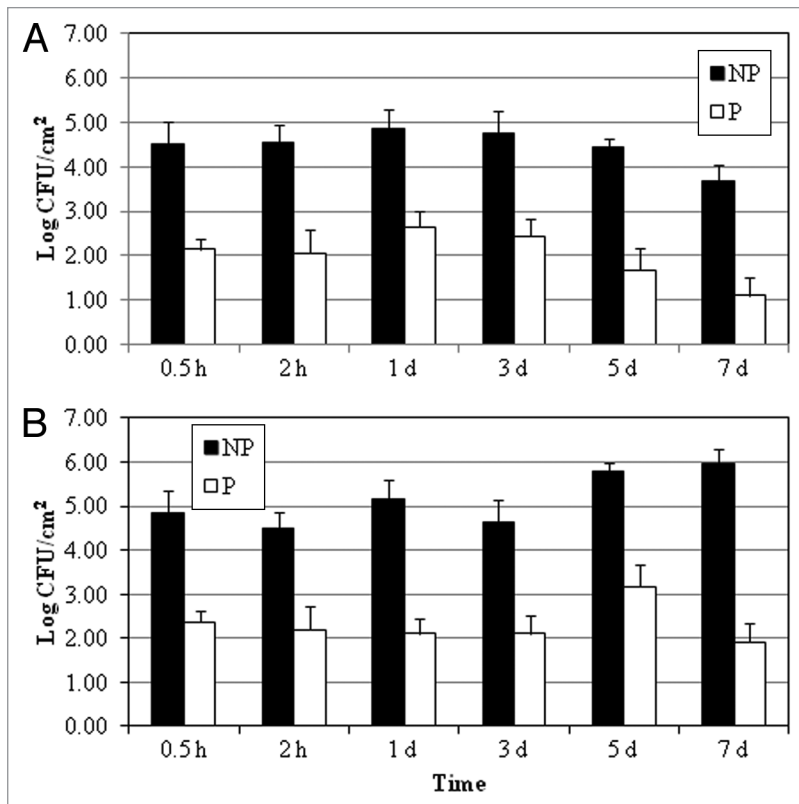 A
7.00
6.00
5.00
4.00
3.00
2.00
1.00
0.00
Log CFU/cm²
NP
P
0.5 h
2 h
1 d
3 d
5 d
7 d
B
7.00
6.00
5.00
4.00
3.00
2.00
1.00
0.00
Log CFU/cm²
NP
P
0.5 h
2 h
1 d
3 d
5 d
7 d
Time